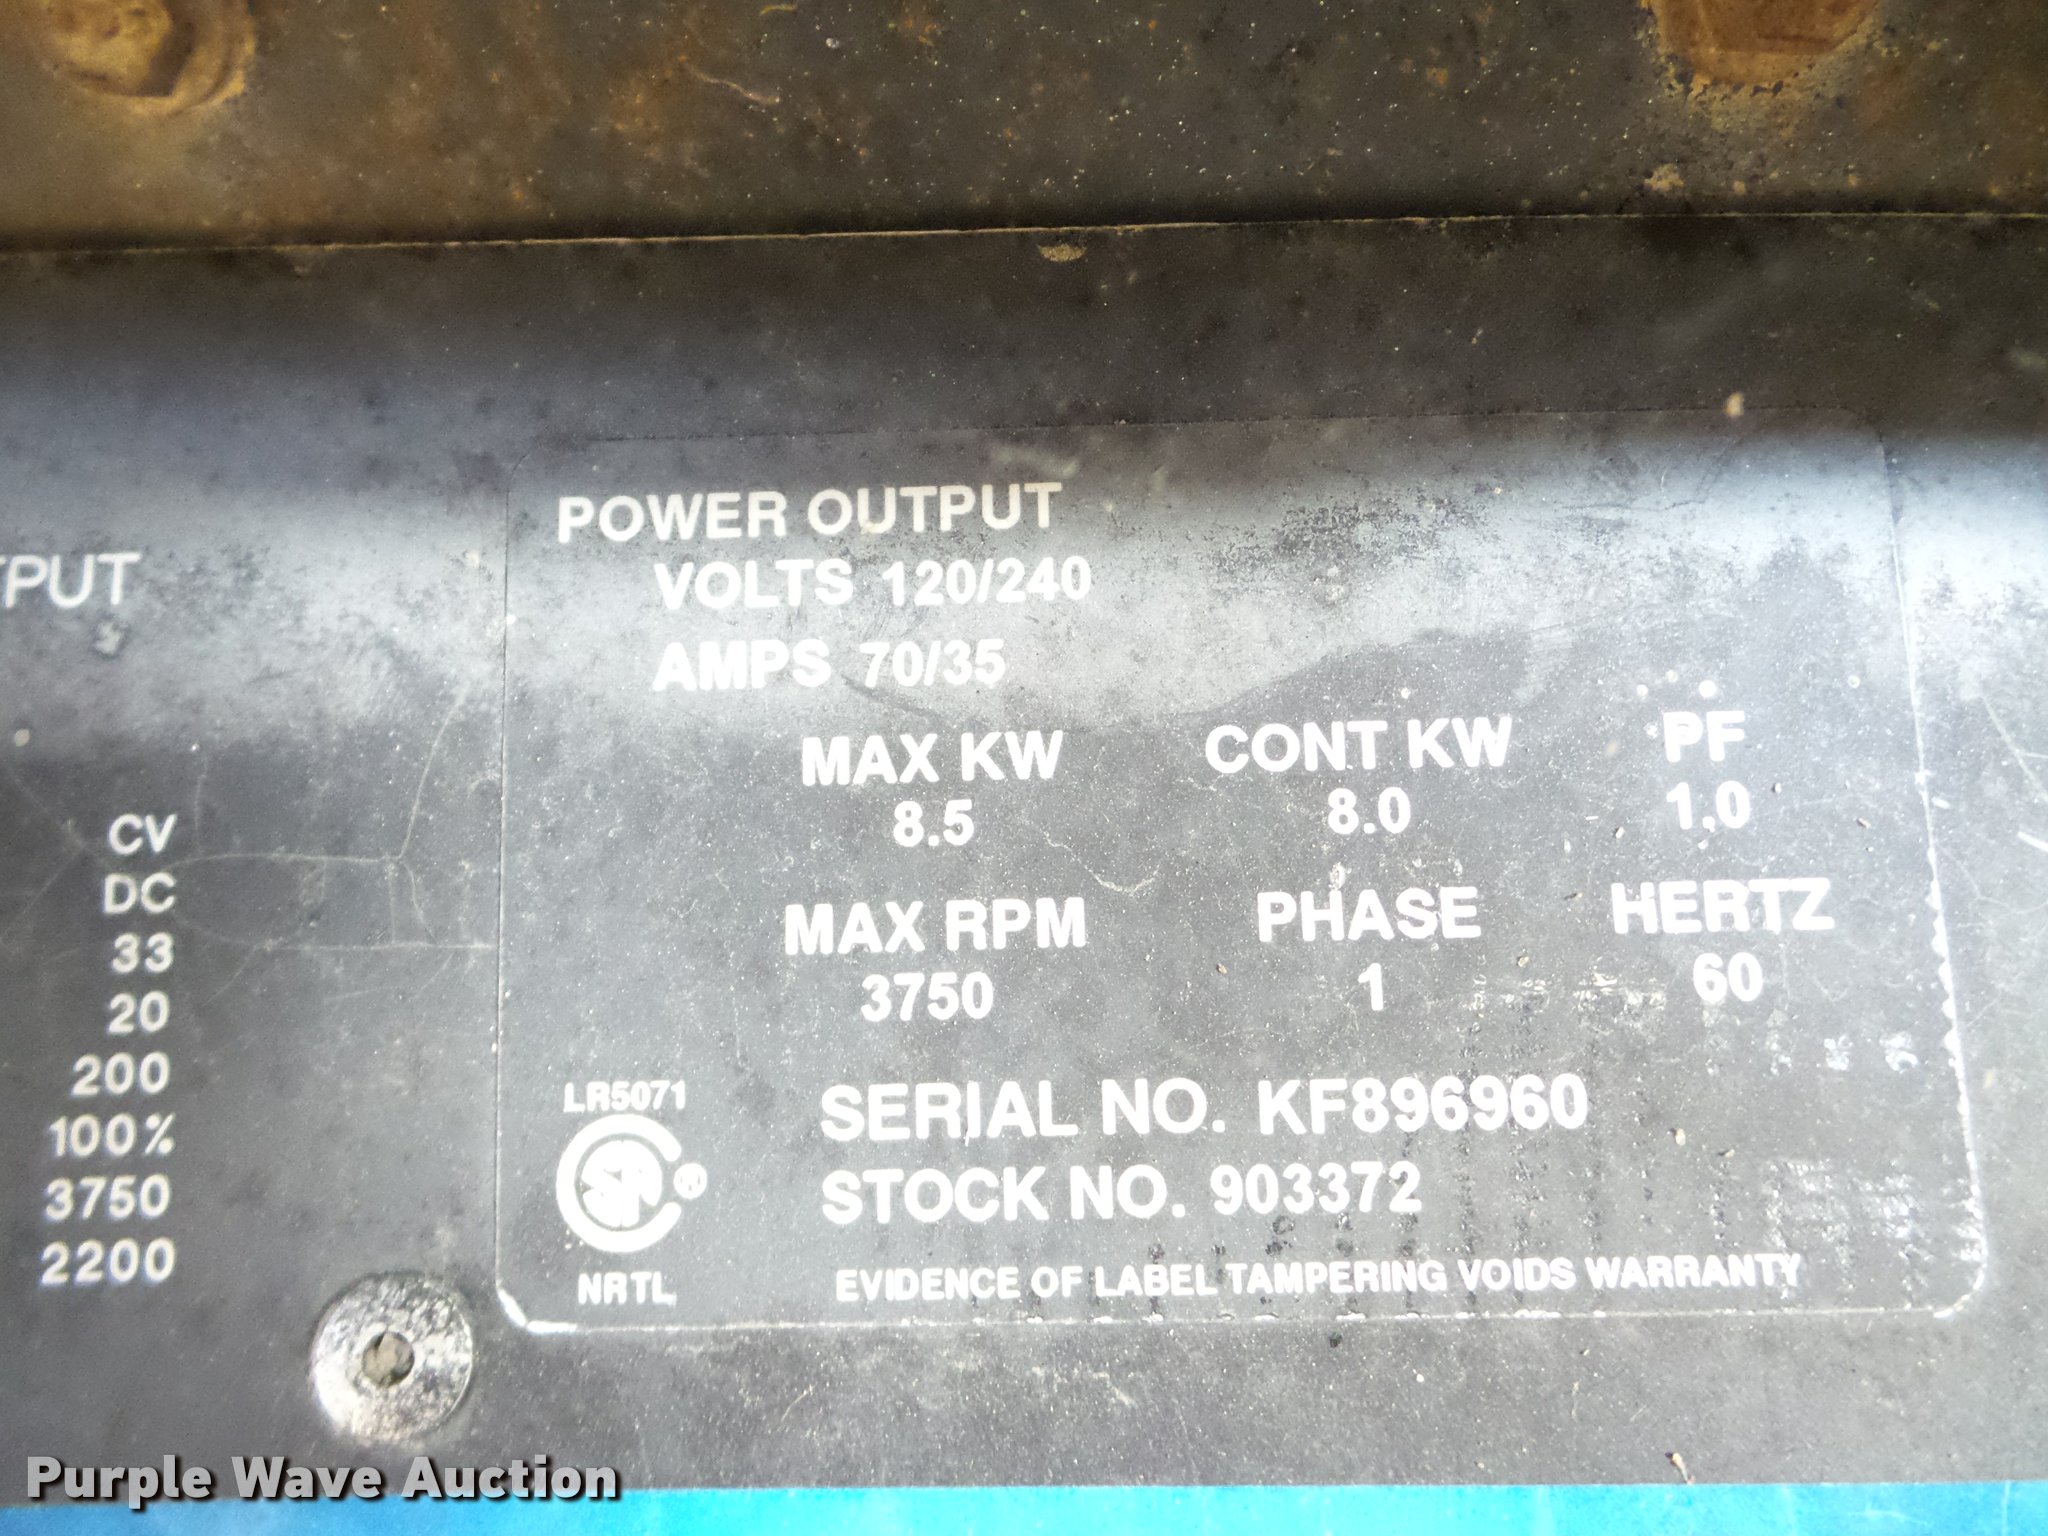 TPUT
CV
DC
33
20
200
100%
3750
2200
POWER OUTPUT
VOLTS 120/240
AMPS 70/35
MAX KW CONT KW PF
8.5 8.0 1.0
MAX RPM PHASE HERTZ
3750 1 60
LR5071
SERIAL NO. KF896960
STOCK NO. 903372
®
NRTL
EVIDENCE OF LABEL TAMPERING VOIDS WARRANTY
Purple Wave Auction